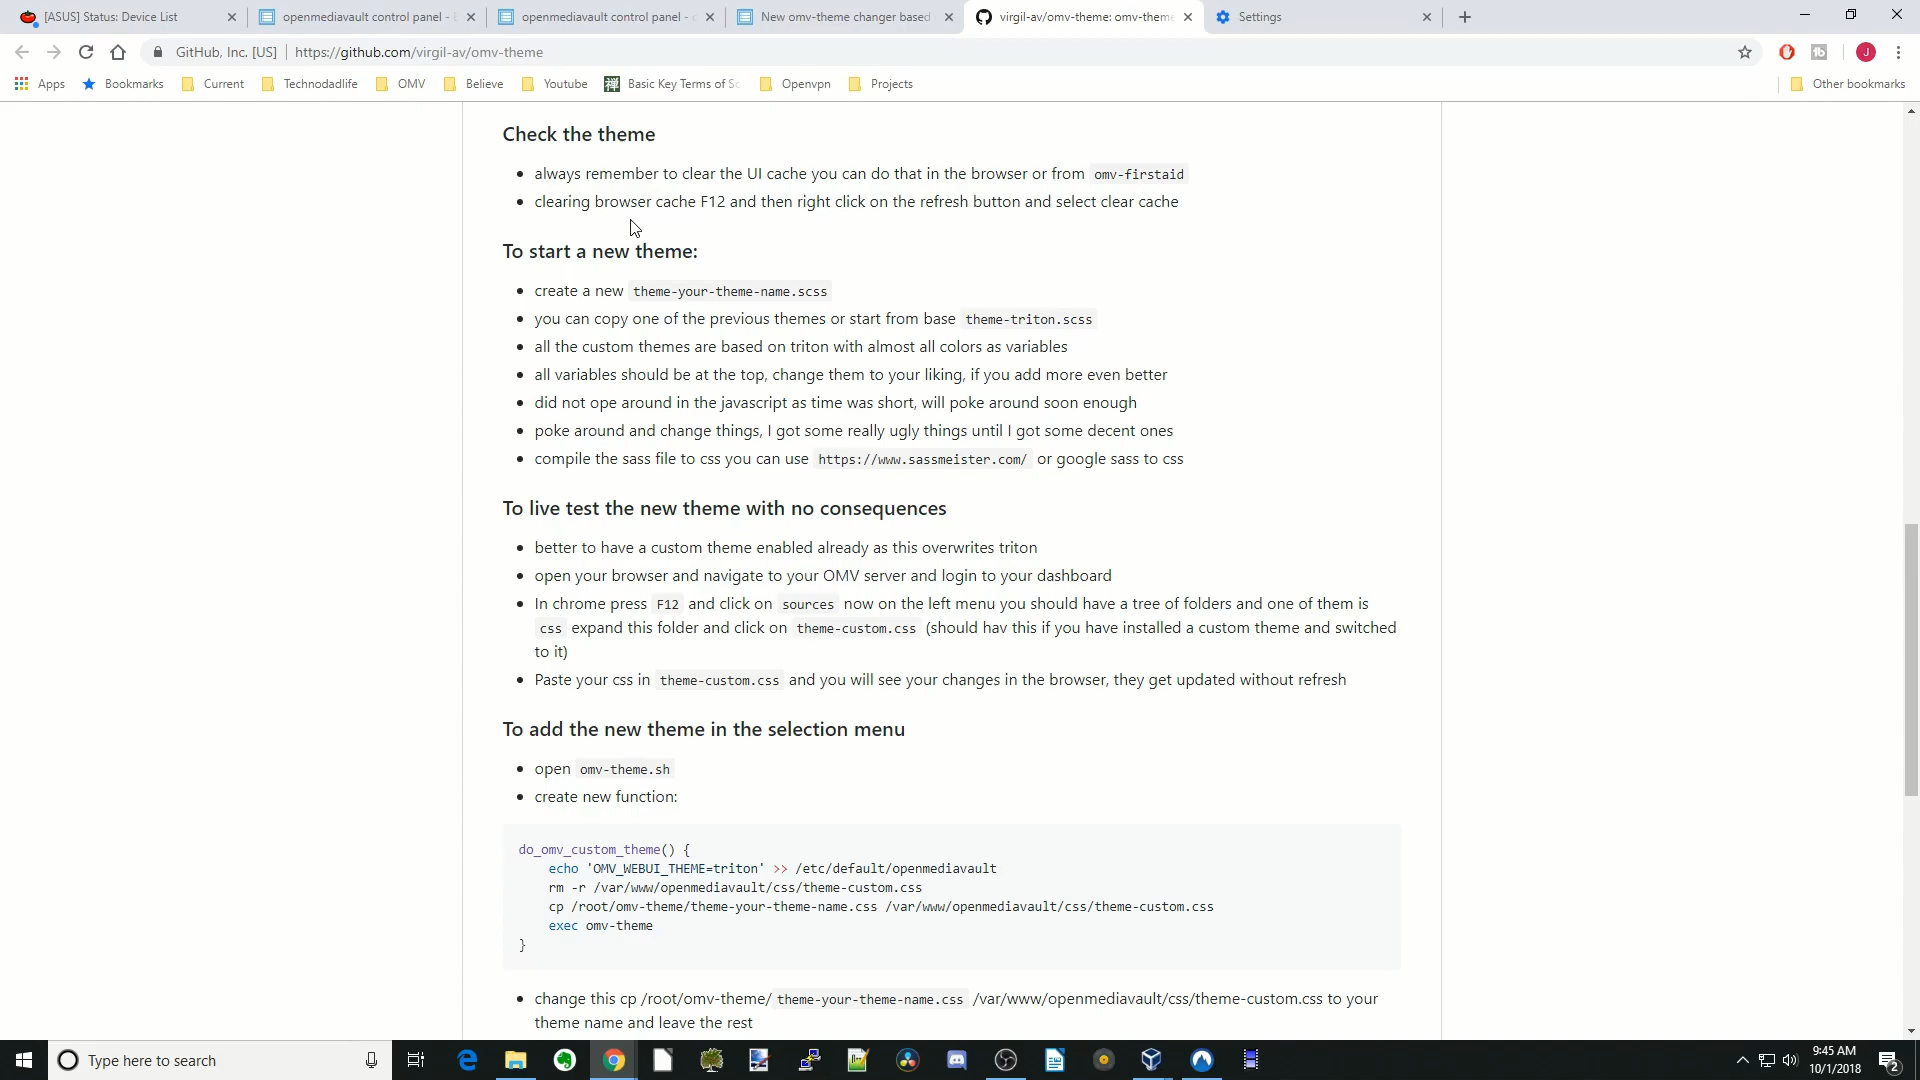 [ASUS] Status: Device List
openmediavault control panel -
openmediavault control panel -
New omv-theme changer based
virgil-av/omv-theme: omv-theme
Settings
GitHub, Inc. [US] | https://github.com/virgil-av/omv-theme
J
Apps Bookmarks Current Technodadlife OMV Believe Youtube Basic Key Terms of Openvpn Projects Other bookmarks
Check the theme
• always remember to clear the UI cache you can do that in the browser or from omv-firstaid
• clearing browser cache F12 and then right click on the refresh button and select clear cache
To start a new theme:
• create a new theme-your-theme-name.scss
• you can copy one of the previous themes or start from base theme-triton.scss
• all the custom themes are based on triton with almost all colors as variables
• all variables should be at the top, change them to your liking, if you add more even better
• did not ope around in the javascript as time was short, will poke around soon enough
• poke around and change things, I got some really ugly things until I got some decent ones
• compile the sass file to css you can use https://www.sassmeister.com/ or google sass to css
To live test the new theme with no consequences
• better to have a custom theme enabled already as this overwrites triton
• open your browser and navigate to your OMV server and login to your dashboard
• In chrome press F12 and click on sources now on the left menu you should have a tree of folders and one of them is
css expand this folder and click on theme-custom.css (should hav this if you have installed a custom theme and switched
to it)
• Paste your css in theme-custom.css and you will see your changes in the browser, they get updated without refresh
To add the new theme in the selection menu
• open omv-theme.sh
• create new function:
do_omv_custom_theme() {
echo 'OMV_WEBUI_THEME=triton' >> /etc/default/openmediavault
rm -r /var/www/openmediavault/css/theme-custom.css
cp /root/omv-theme/theme-your-theme-name.css /var/www/openmediavault/css/theme-custom.css
exec omv-theme
}
• change this cp /root/omv-theme/ theme-your-theme-name.css /var/www/openmediavault/css/theme-custom.css to your
theme name and leave the rest
Type here to search
9:45 AM
10/1/2018
2